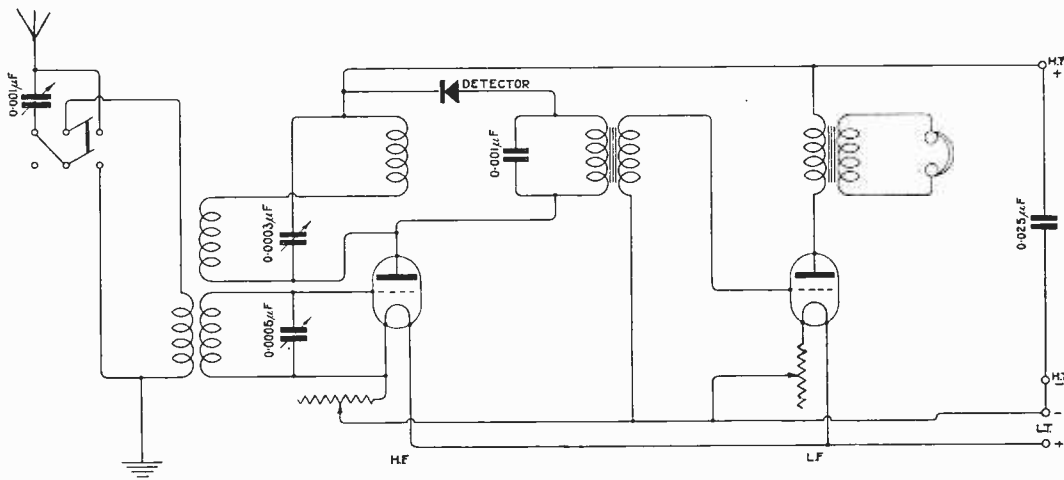 H.T.
+
DETECTOR
0.001µF
0.001µF
0.0003µF
0.025µF
0.0005µF
H.T.
-
-
L.T.
+
H.F
L.F